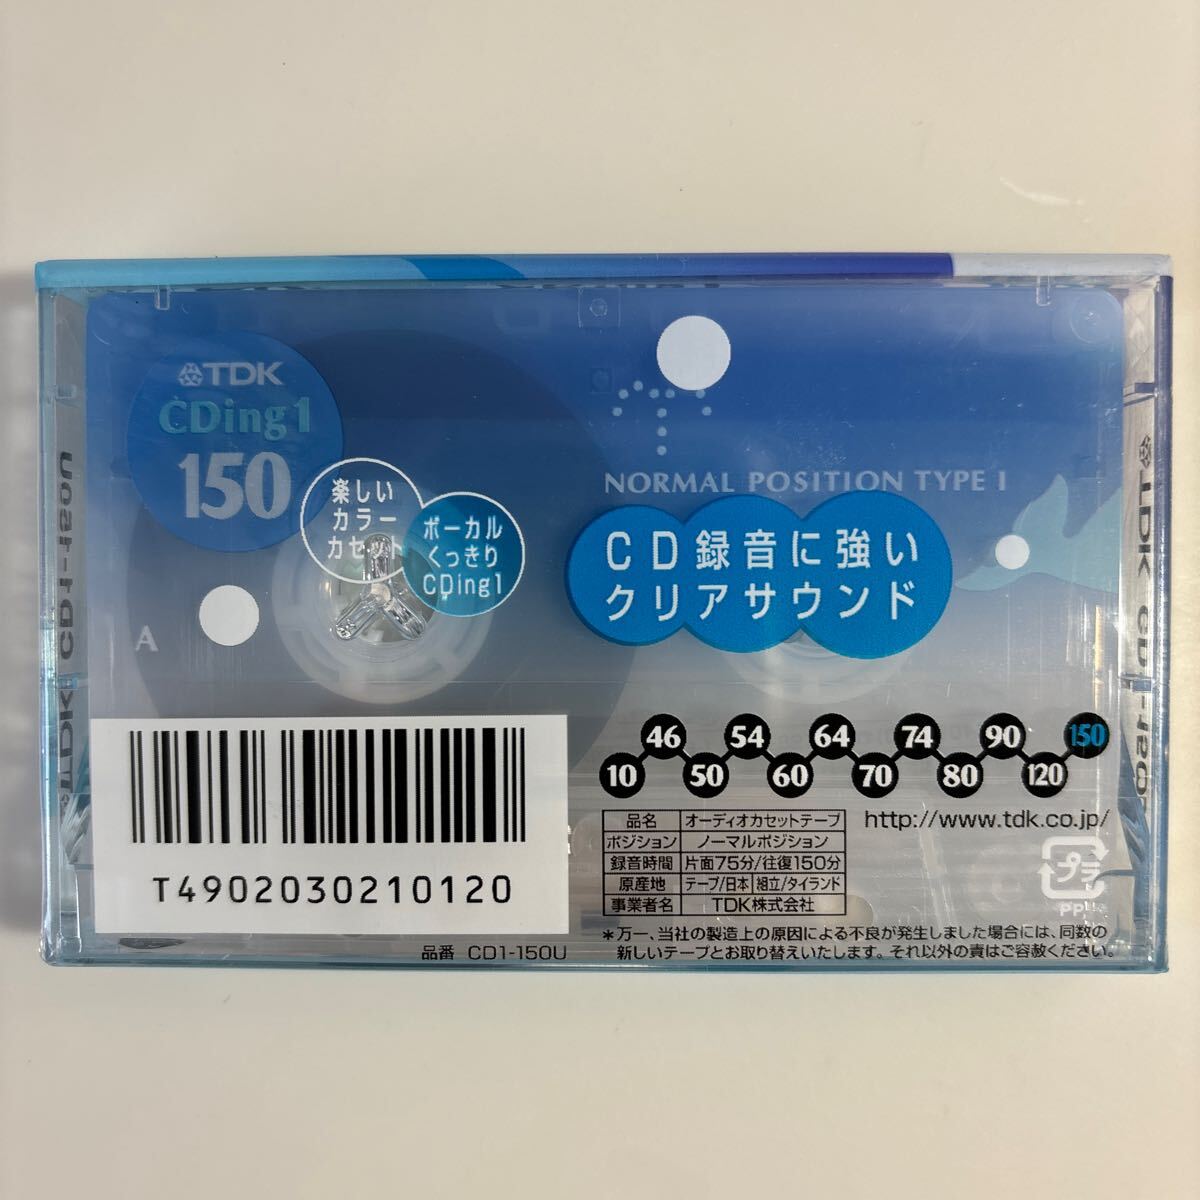 TDK
CDing1
150
楽しい
カラー
カセット
ボーカル
くっきり
CDing1
NORMAL POSITION TYPE I
CD録音に強い
クリアサウンド
A
46 54 64 74 90 150
10 50 60 70 80 120
品名 オーディオカセットテープ
ポジション ノーマルポジション
録音時間 片面75分/往復150分
原産地 テープ/日本 組立/タイランド
事業者名 TDK株式会社
http://www.tdk.co.jp/
プラ
T4902030210120
品番 CD1-150U
*万一、当社の製造上の原因による不良が発生しました場合には、同数の
新しいテープとお取り替えいたします。それ以外の責はご容赦ください。
TDK CD1-150U
TDK CD1-150U